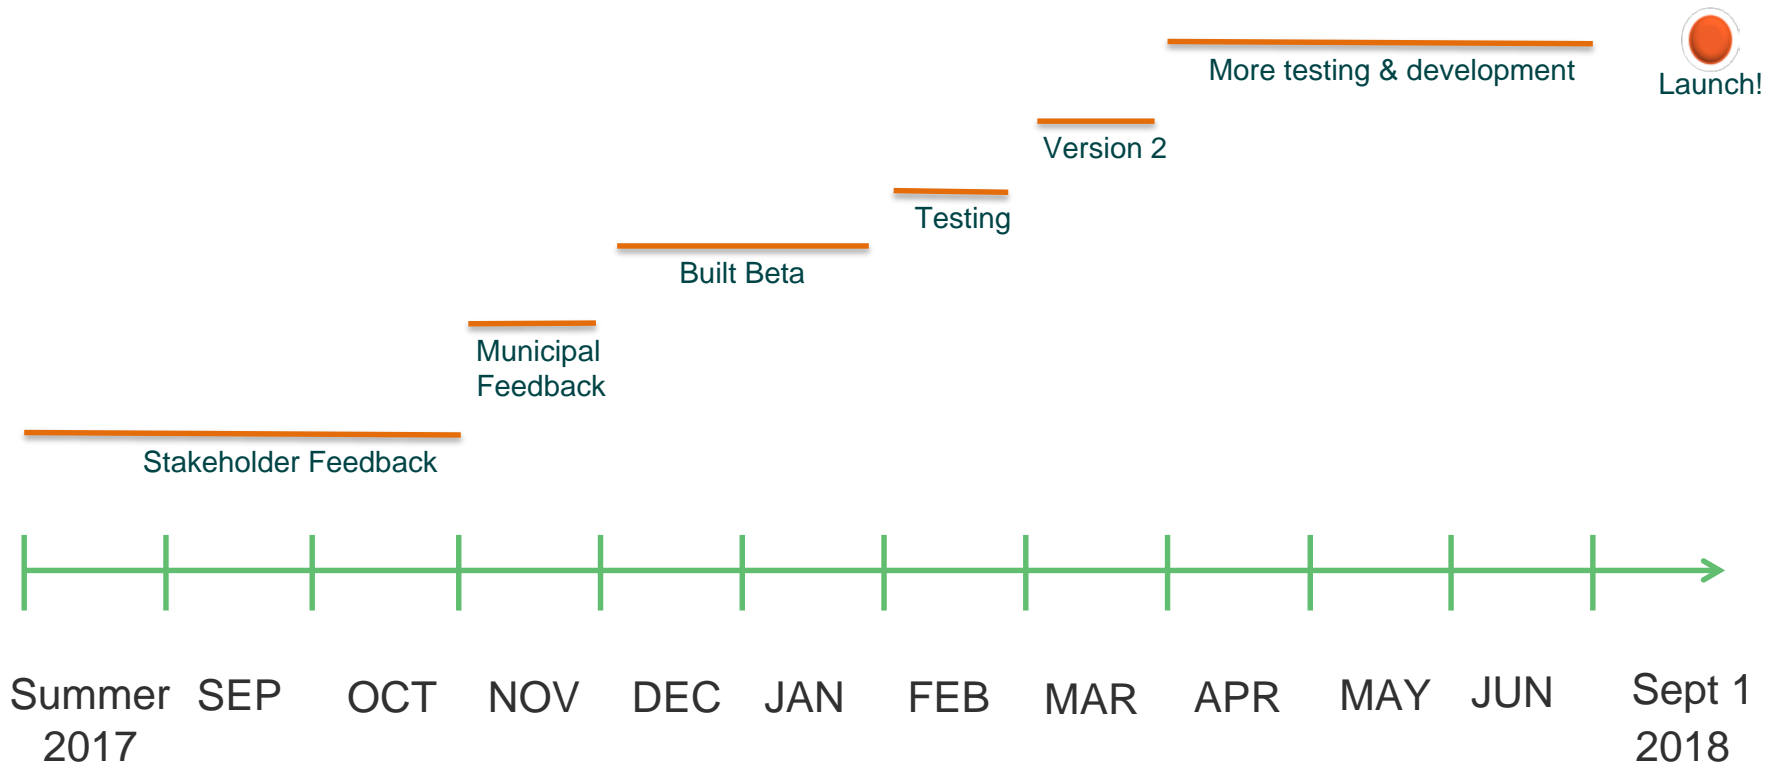 More testing & development
Launch!
Version 2
Testing
Built Beta
Municipal
Feedback
Stakeholder Feedback
Summer
2017
SEP
OCT
NOV
DEC
JAN
FEB
MAR
APR
MAY
JUN
Sept 1
2018